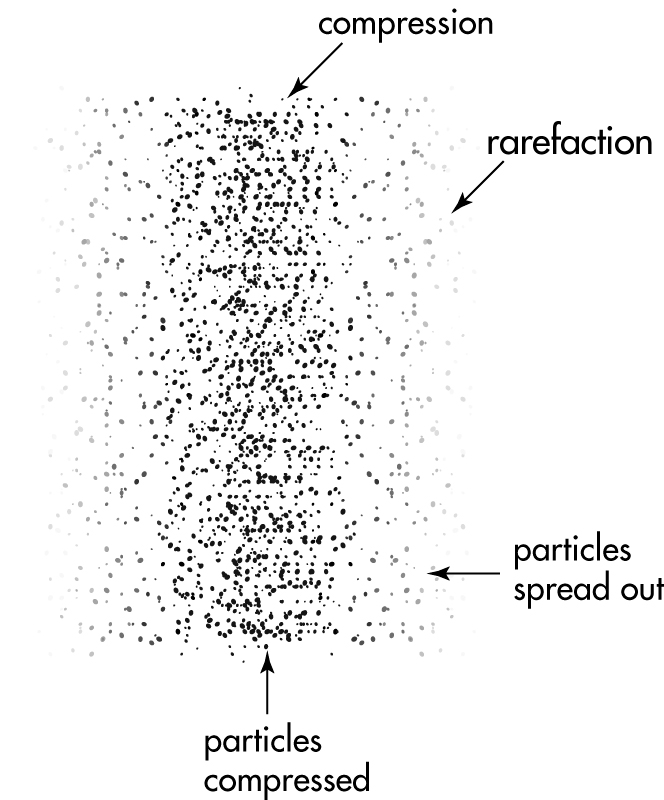 compression
rarefaction
particles
spread out
particles
compressed